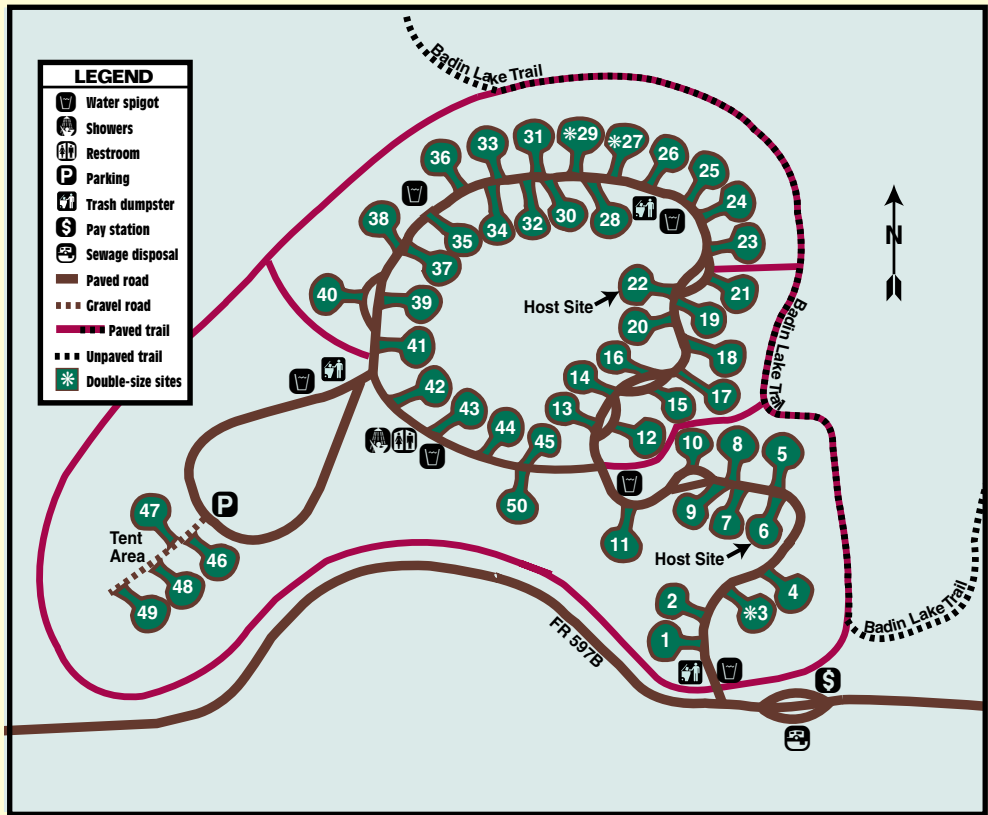 Badin Lake Trail
LEGEND
Water spigot
Showers
Restroom
P Parking
Trash dumpster
$ Pay station
Sewage disposal
Paved road
Gravel road
Paved trail
Unpaved trail
* Double-size sites
31
*29
*27
33
26
36
25
24
38
35
34
32
30
28
23
37
22
21
40
39
Host Site
19
20
41
16
18
14
42
17
13
15
43
12
44
45
10
8
5
47
P
50
9
7
6
Tent
Area
46
11
Host Site
48
4
49
2
*3
1
FR 597B
Badin Lake Trail
Badin Lake Trail
$
N